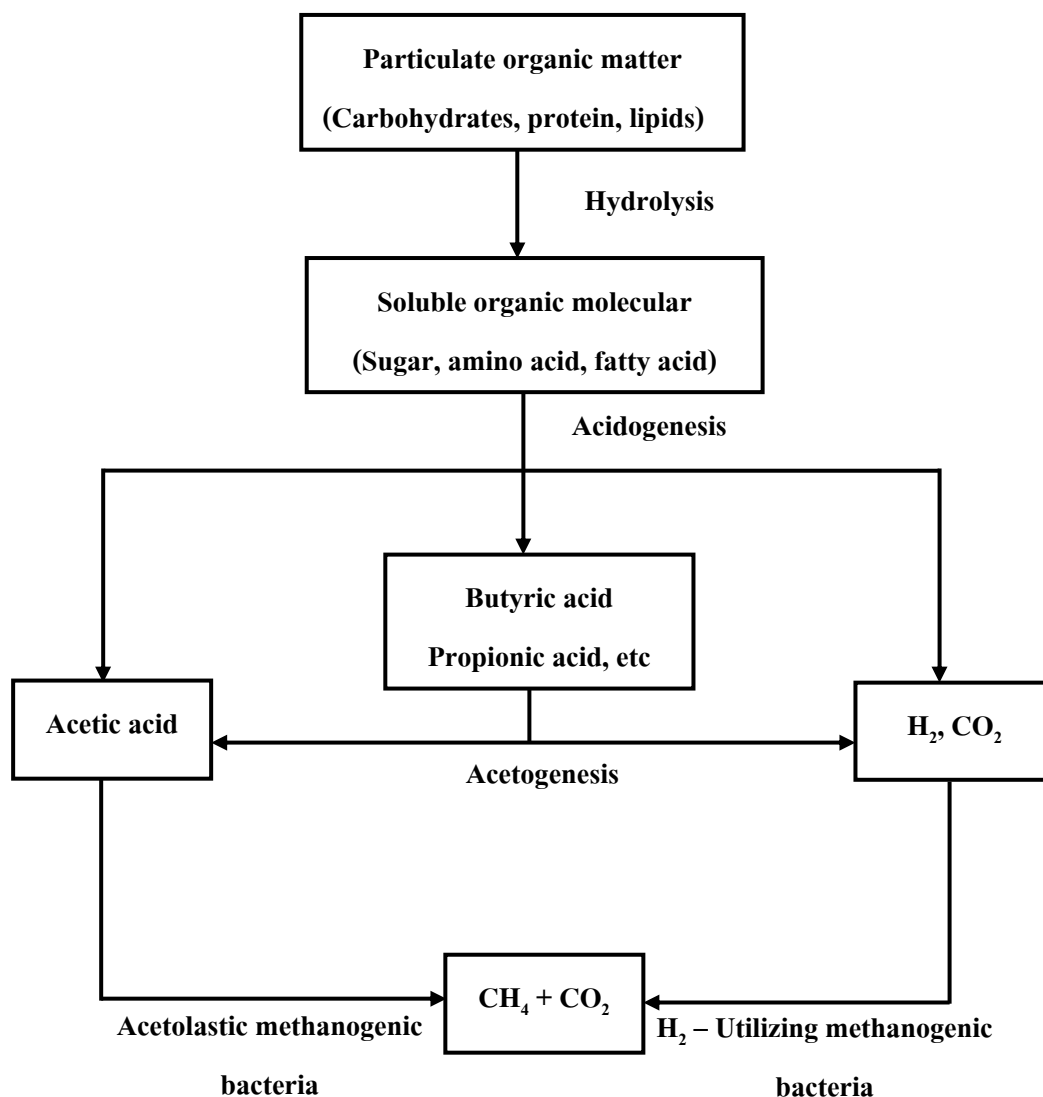 Particulate organic matter
(Carbohydrates, protein, lipids)
Hydrolysis
Soluble organic molecular
(Sugar, amino acid, fatty acid)
Acidogenesis
Butyric acid
Propionic acid, etc
Acetic acid
H₂, CO₂
Acetogenesis
CH₄ + CO₂
Acetolastic methanogenic
bacteria
H₂ – Utilizing methanogenic
bacteria